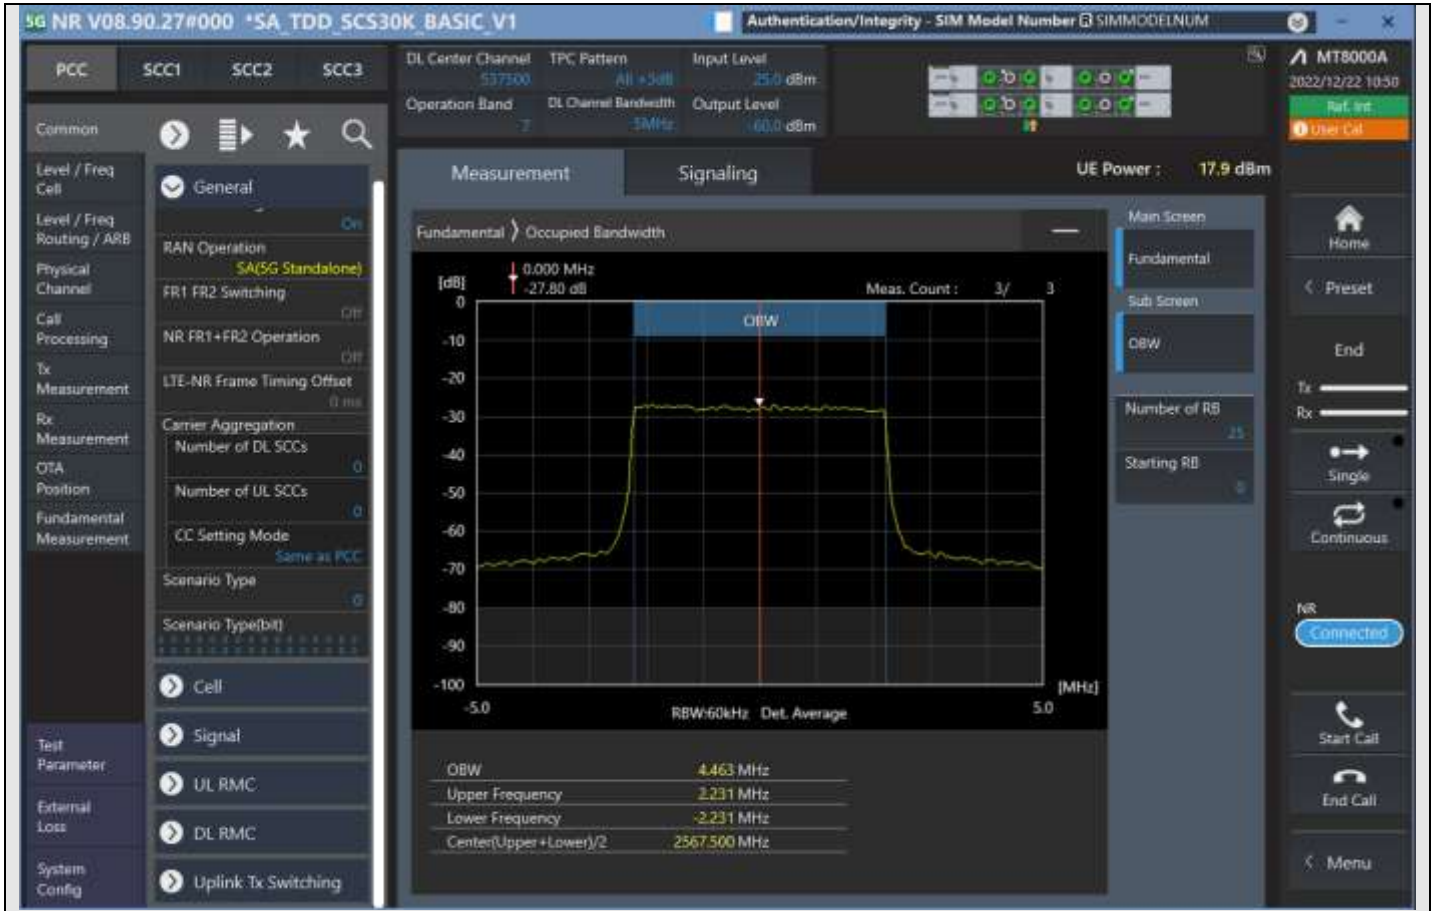 5G NR V08.90.27#000 *SA_TDD_SCS30K_BASIC_V1
Authentication/Integrity - SIM Model Number SIMMODELNUM
PCC SCC1 SCC2 SCC3
DL Center Channel
537500
TPC Pattern
All +3dB
Input Level
25.0 dBm
Operation Band
7
DL Channel Bandwidth
5MHz
Output Level
-60.0 dBm
MT8000A
2022/12/22 10:50
Ref. Int
User Cal
Common
Level / Freq
Cell
Level / Freq
Routing / ARB
Physical
Channel
Call
Processing
Tx
Measurement
Rx
Measurement
OTA
Position
Fundamental
Measurement
Test
Parameter
External
Loss
System
Config
General
On
RAN Operation
SA(5G Standalone)
FR1 FR2 Switching
Off
NR FR1+FR2 Operation
Off
LTE-NR Frame Timing Offset
0 ms
Carrier Aggregation
Number of DL SCCs
0
Number of UL SCCs
0
CC Setting Mode
Same as PCC
Scenario Type
0
Scenario Type(bit)
Cell
Signal
UL RMC
DL RMC
Uplink Tx Switching
Measurement Signaling
UE Power : 17.9 dBm
Fundamental Occupied Bandwidth
[dB]
0.000 MHz
-27.80 dB
Meas. Count : 3/ 3
OBW
0
-10
-20
-30
-40
-50
-60
-70
-80
-90
-100
[MHz]
-5.0
RBW:60kHz Det. Average
5.0
OBW 4.463 MHz
Upper Frequency 2.231 MHz
Lower Frequency -2.231 MHz
Center(Upper+Lower)/2 2567.500 MHz
Main Screen
Fundamental
Sub Screen
OBW
Number of RB
25
Starting RB
0
Home
Preset
End
Tx
Rx
Single
Continuous
NR
Connected
Start Call
End Call
Menu